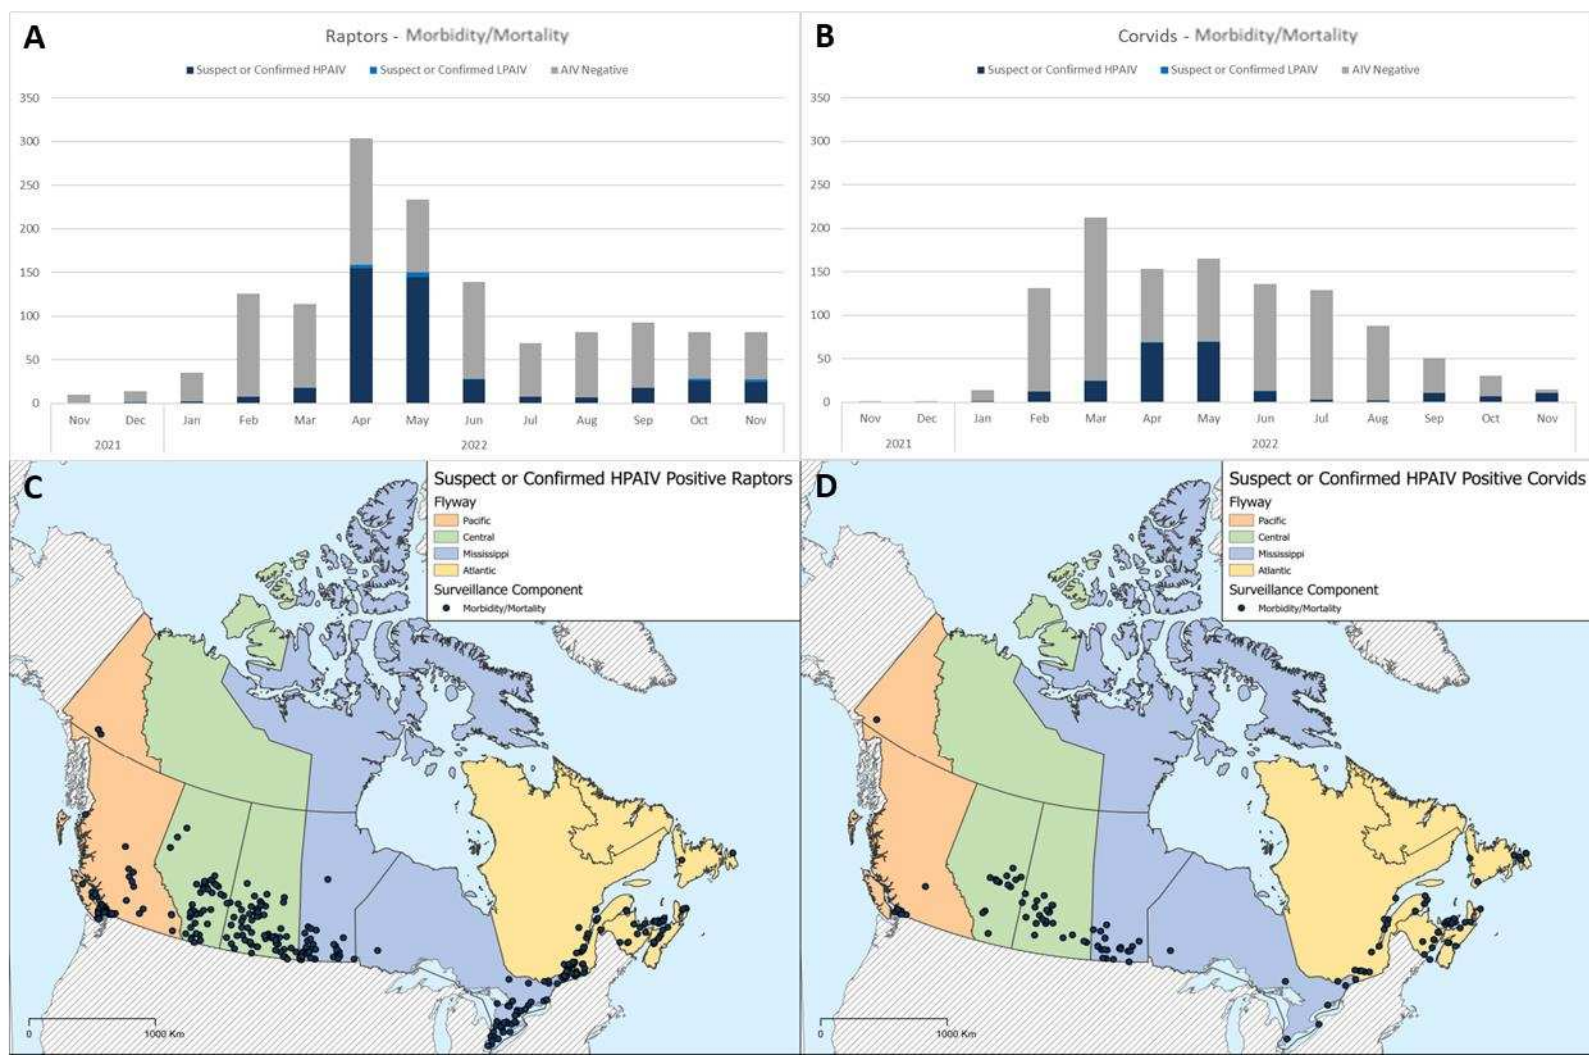 A
Raptors - Morbidity/Mortality
Suspect or Confirmed HPAIV Suspect or Confirmed LPAIV AIV Negative
350
300
250
200
150
100
50
0
Nov Dec Jan Feb Mar Apr May Jun Jul Aug Sep Oct Nov
2021 2022
B
Corvids - Morbidity/Mortality
Suspect or Confirmed HPAIV Suspect or Confirmed LPAIV AIV Negative
350
300
250
200
150
100
50
0
Nov Dec Jan Feb Mar Apr May Jun Jul Aug Sep Oct Nov
2021 2022
C
Suspect or Confirmed HPAIV Positive Raptors
Flyway
Pacific
Central
Mississippi
Atlantic
Surveillance Component
Morbidity/Mortality
0 1000 Km
D
Suspect or Confirmed HPAIV Positive Corvids
Flyway
Pacific
Central
Mississippi
Atlantic
Surveillance Component
Morbidity/Mortality
0 1000 Km